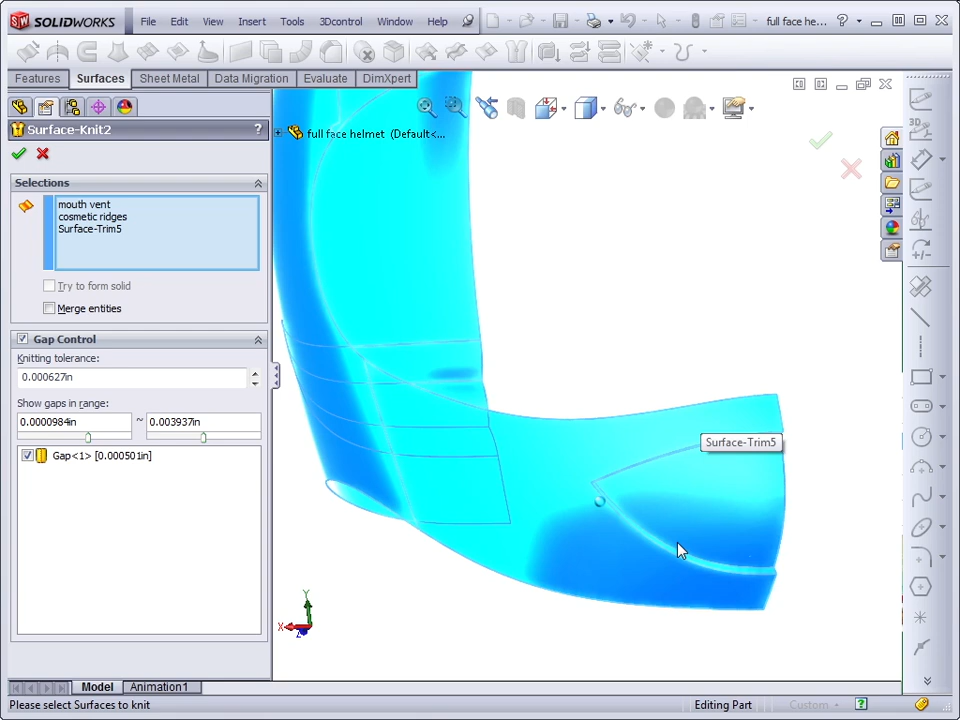 SOLIDWORKS File Edit View Insert Tools 3Dcontrol Window Help full face he... ?
Features Surfaces Sheet Metal Data Migration Evaluate DimXpert
Surface-Knit2 ?
full face helmet (Default<...
3D
Selections
mouth vent
cosmetic ridges
Surface-Trim5
Try to form solid
Merge entities
Gap Control
Knitting tolerance:
0.000627in
Show gaps in range:
0.0000984in ~ 0.003937in
Surface-Trim5
Gap<1> [0.000501in]
Y
X
Z
Model Animation1
Please select Surfaces to knit Editing Part Custom ?